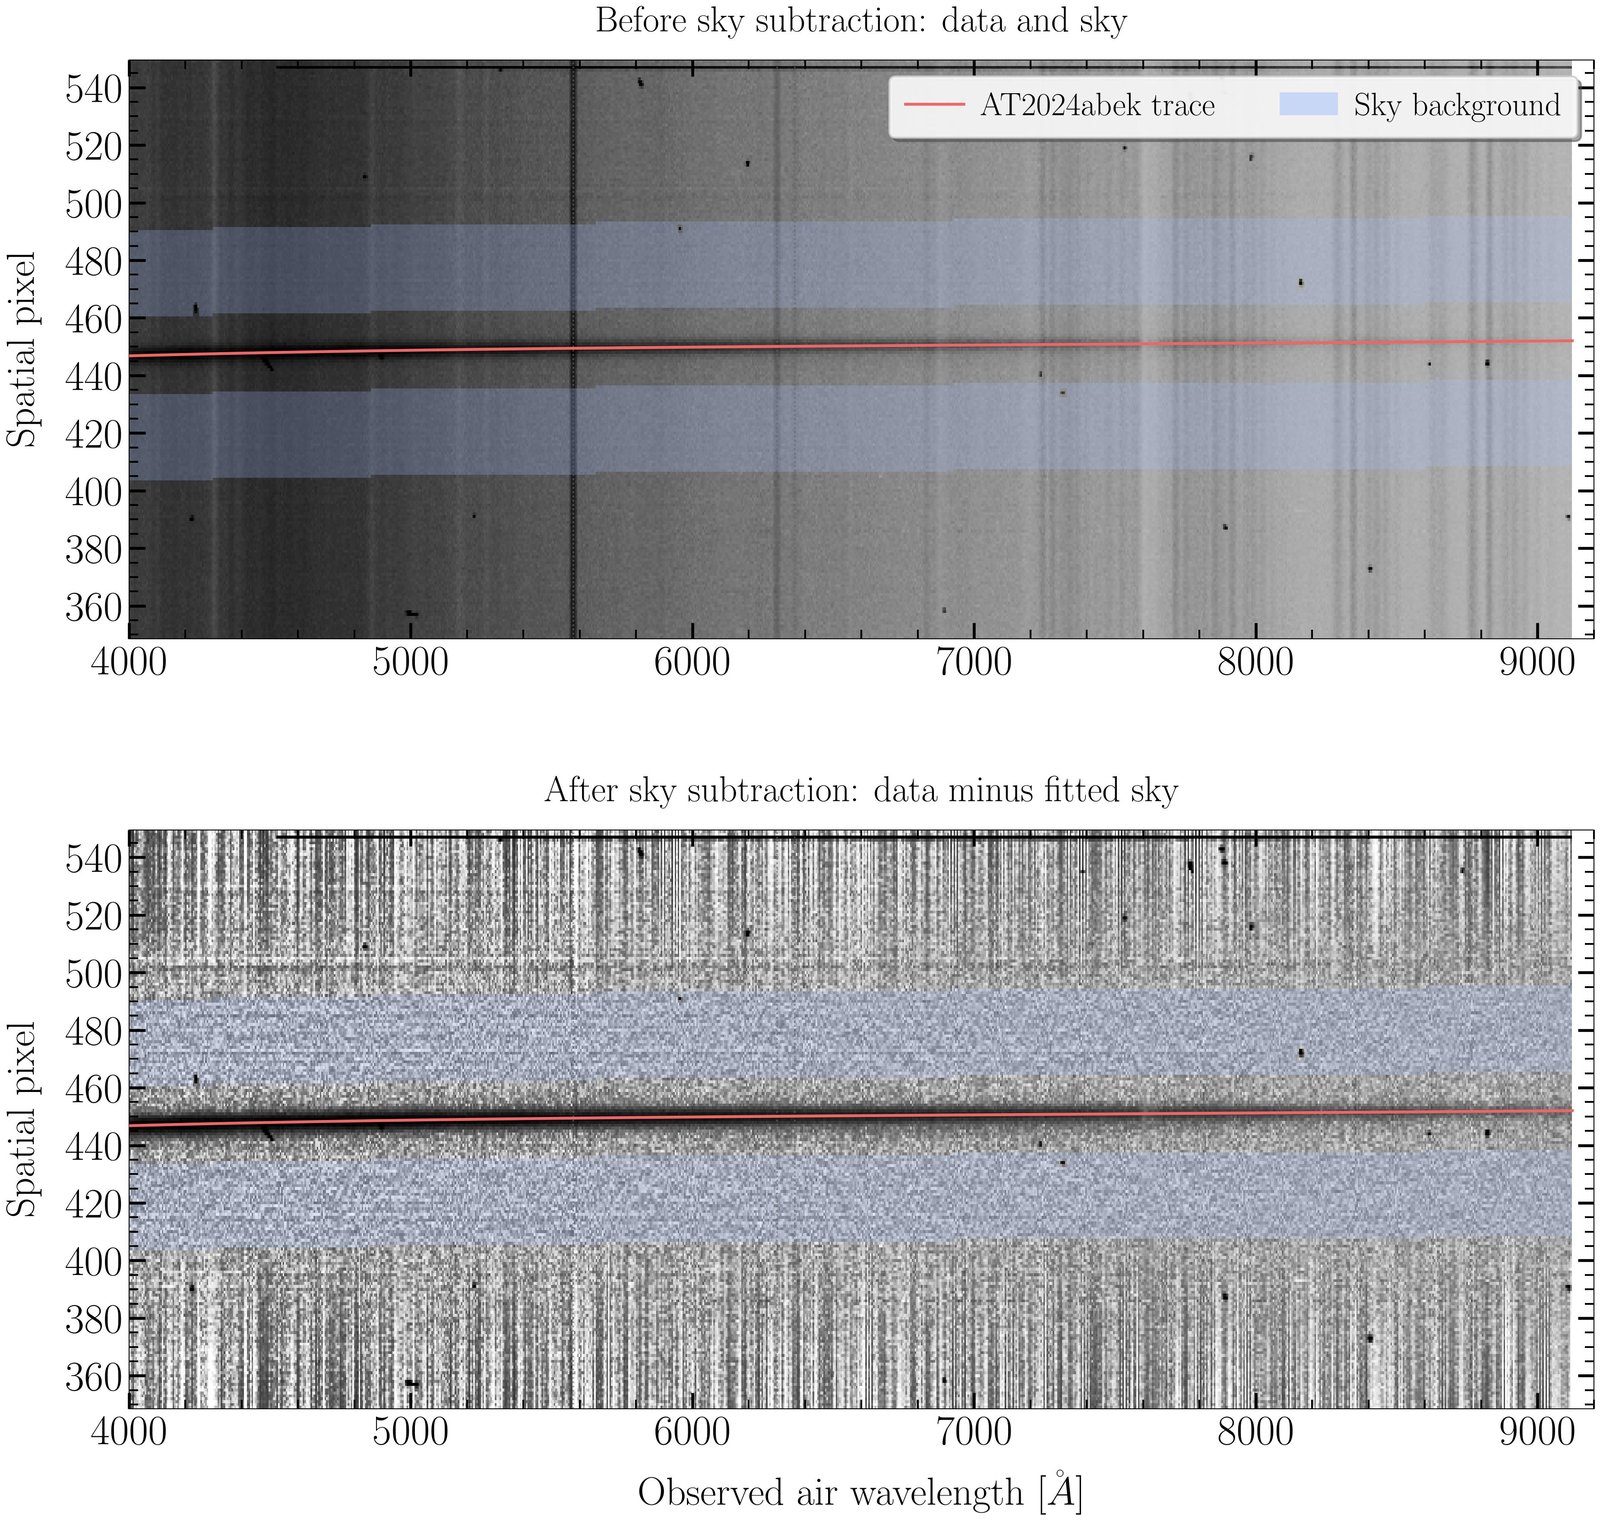 Before sky subtraction: data and sky
AT2024abek trace
Sky background
Spatial pixel
540
520
500
480
460
440
420
400
380
360
4000 5000 6000 7000 8000 9000
After sky subtraction: data minus fitted sky
Spatial pixel
540
520
500
480
460
440
420
400
380
360
4000 5000 6000 7000 8000 9000
Observed air wavelength [Å]